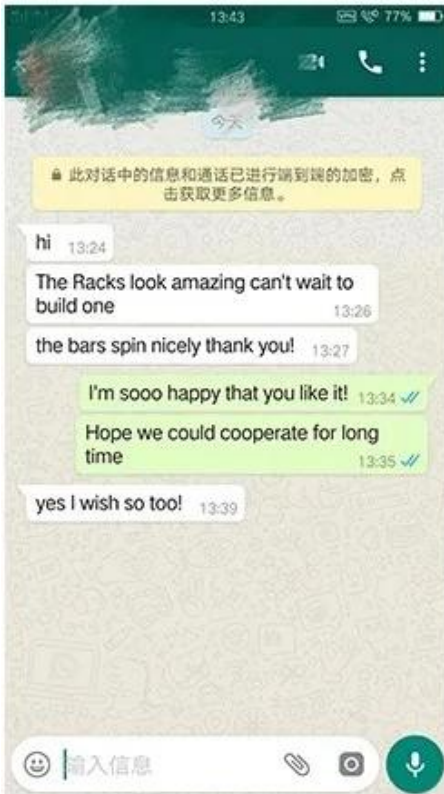 13:43
77%
今天
此对话中的信息和通话已进行端到端的加密，点
击获取更多信息。
hi 13:24
The Racks look amazing can't wait to
build one
13:26
the bars spin nicely thank you! 13:27
I'm sooo happy that you like it! 13:34
Hope we could cooperate for long
time
13:35
yes I wish so too! 13:39
输入信息